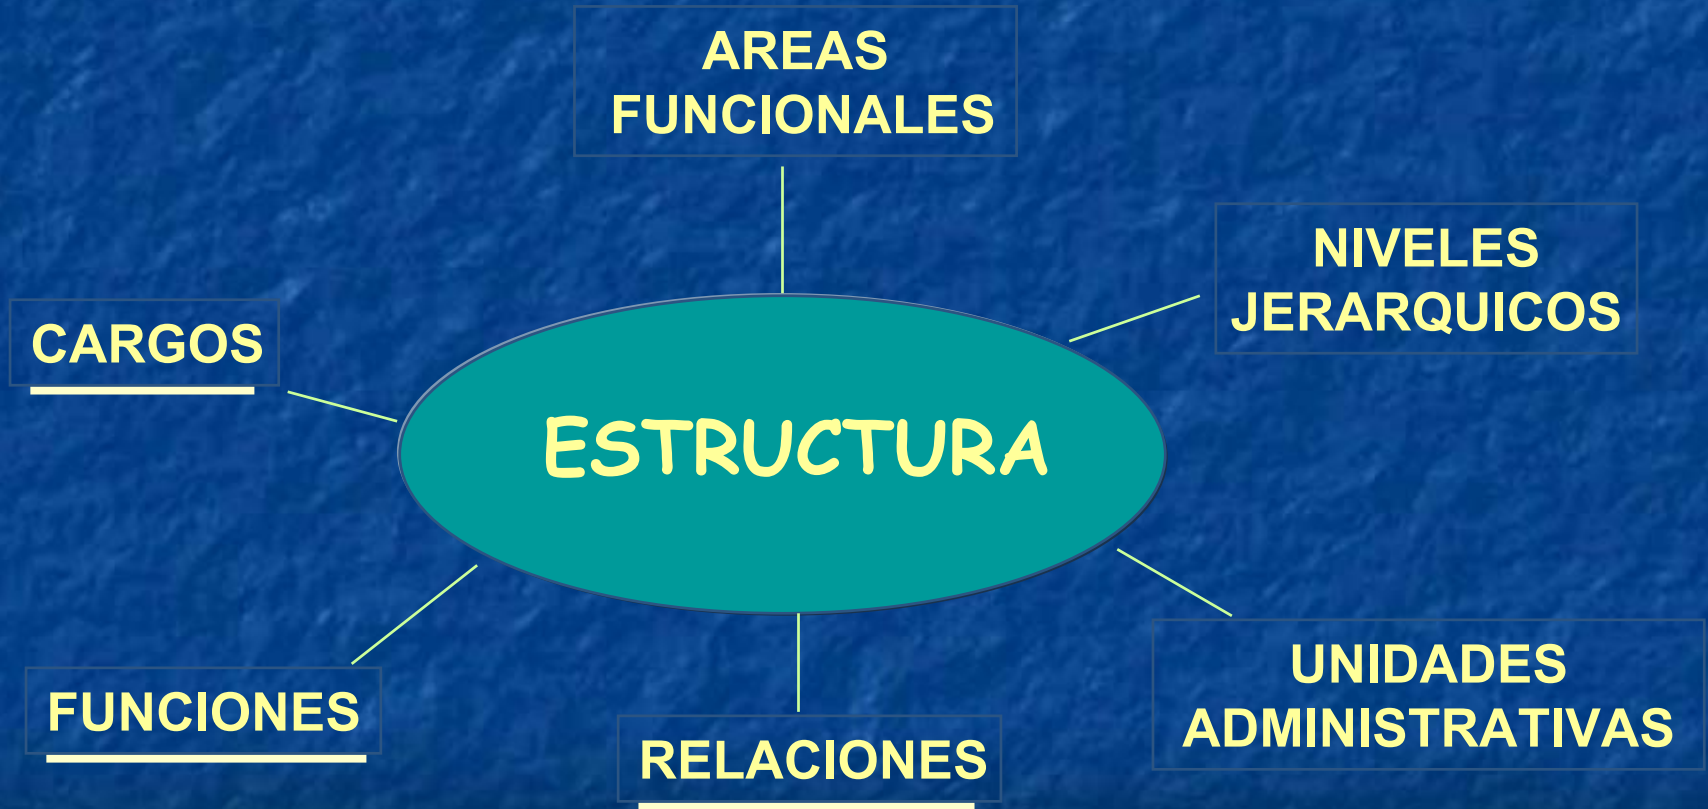 AREAS
FUNCIONALES
NIVELES
JERARQUICOS
CARGOS
ESTRUCTURA
UNIDADES
ADMINISTRATIVAS
FUNCIONES
RELACIONES